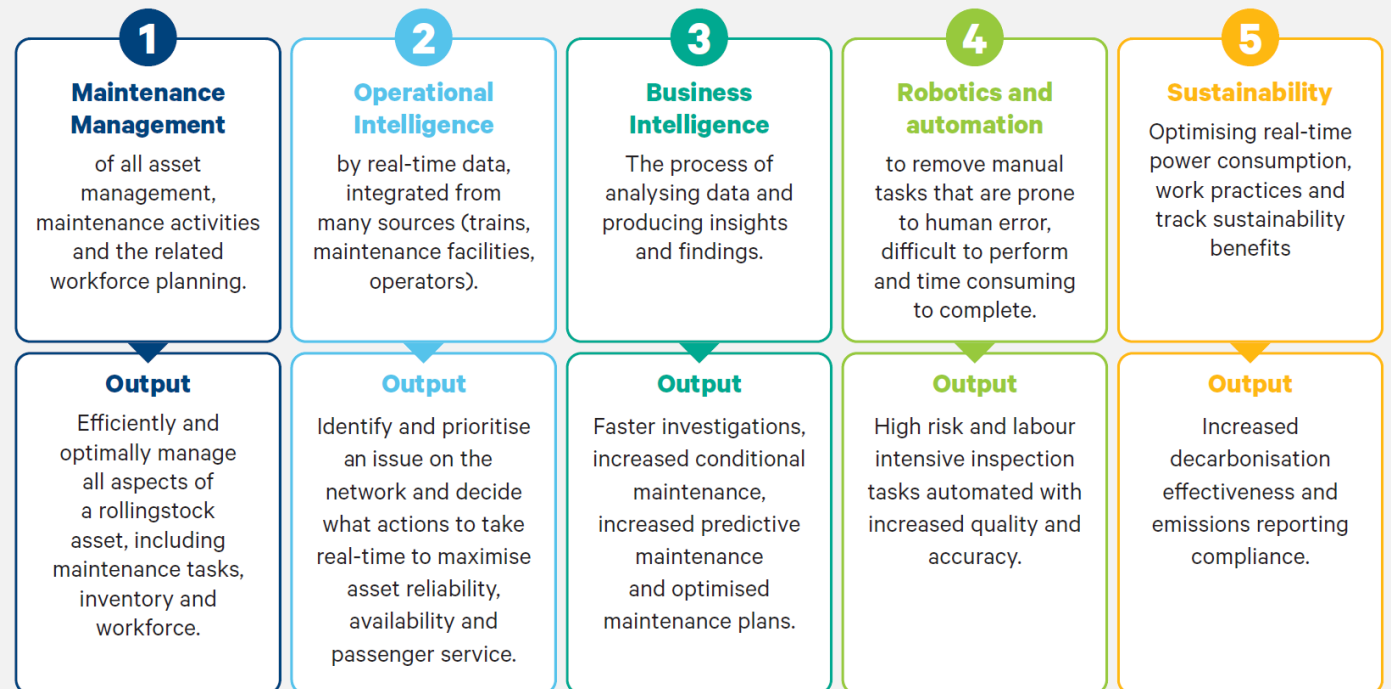 1
Maintenance
Management
of all asset
management,
maintenance activities
and the related
workforce planning.
Output
Efficiently and
optimally manage
all aspects of
a rollingstock
asset, including
maintenance tasks,
inventory and
workforce.
2
Operational
Intelligence
by real-time data,
integrated from
many sources (trains,
maintenance facilities,
operators).
Output
Identify and prioritise
an issue on the
network and decide
what actions to take
real-time to maximise
asset reliability,
availability and
passenger service.
3
Business
Intelligence
The process of
analysing data and
producing insights
and findings.
Output
Faster investigations,
increased conditional
maintenance,
increased predictive
maintenance
and optimised
maintenance plans.
4
Robotics and
automation
to remove manual
tasks that are prone
to human error,
difficult to perform
and time consuming
to complete.
Output
High risk and labour
intensive inspection
tasks automated with
increased quality and
accuracy.
5
Sustainability
Optimising real-time
power consumption,
work practices and
track sustainability
benefits
Output
Increased
decarbonisation
effectiveness and
emissions reporting
compliance.